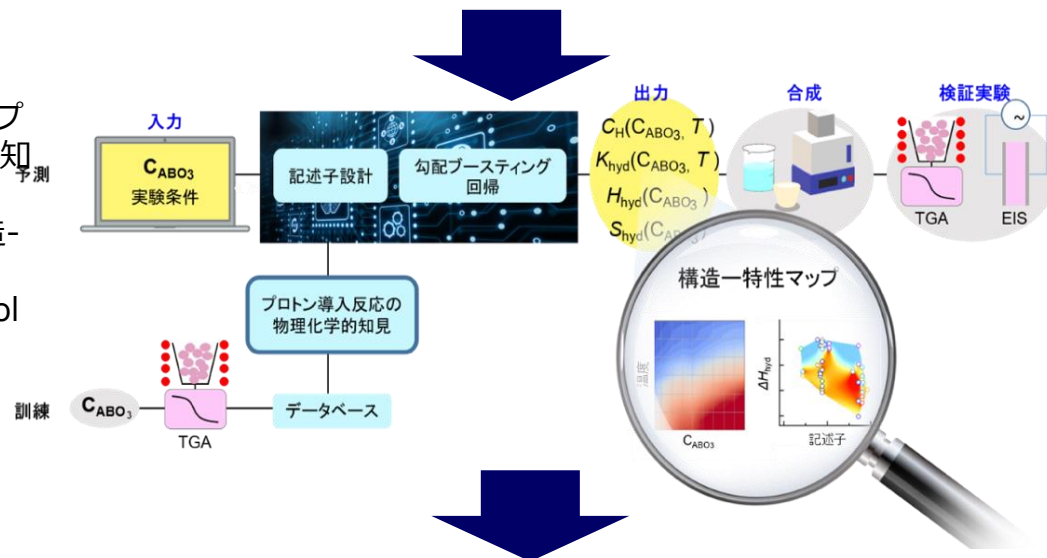 プ
知
造-
ol
予測
入力
C_ABO3
実験条件
記述子設計
勾配ブースティング
回帰
出力
C_H(C_ABO3, T)
K_hyd(C_ABO3, T)
H_hyd(C_ABO3)
S_hyd(C_ABO3)
合成
検証実験
~
TGA
EIS
プロトン導入反応の
物理化学的知見
訓練
C_ABO3
TGA
データベース
構造ー特性マップ
温度
C_ABO3
ΔH_hyd
記述子